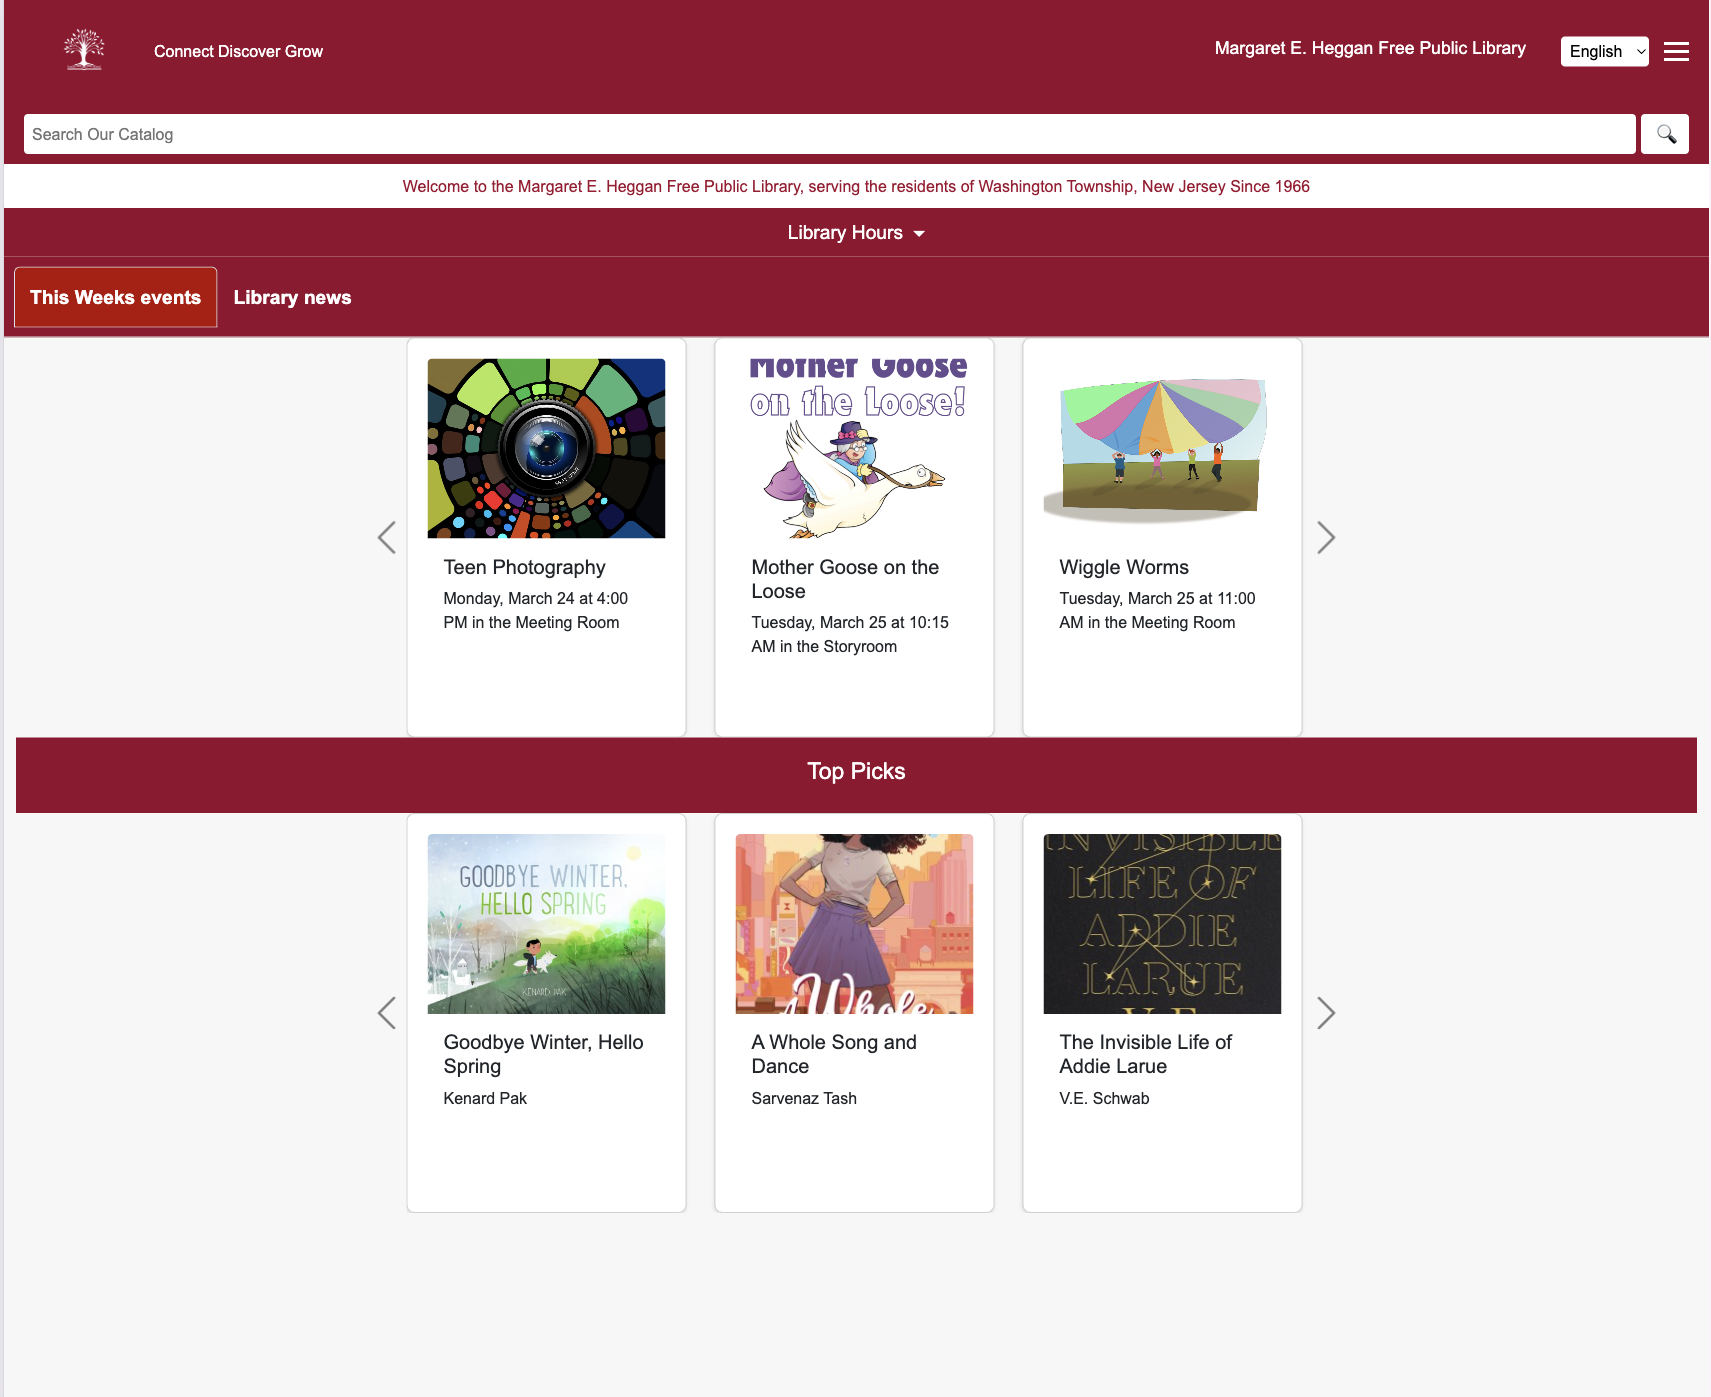 Connect Discover Grow
Margaret E. Heggan Free Public Library
English
Search Our Catalog
Welcome to the Margaret E. Heggan Free Public Library, serving the residents of Washington Township, New Jersey Since 1966
Library Hours
This Weeks events
Library news
Mother Goose
on the Loose!
Teen Photography
Monday, March 24 at 4:00
PM in the Meeting Room
Mother Goose on the
Loose
Tuesday, March 25 at 10:15
AM in the Storyroom
Wiggle Worms
Tuesday, March 25 at 11:00
AM in the Meeting Room
Top Picks
GOODBYE WINTER,
HELLO SPRING
KENARD PAK
A Whole
INVISIBLE
LIFE OF
ADDIE
LARUE
V.E.
Goodbye Winter, Hello
Spring
Kenard Pak
A Whole Song and
Dance
Sarvenaz Tash
The Invisible Life of
Addie Larue
V.E. Schwab